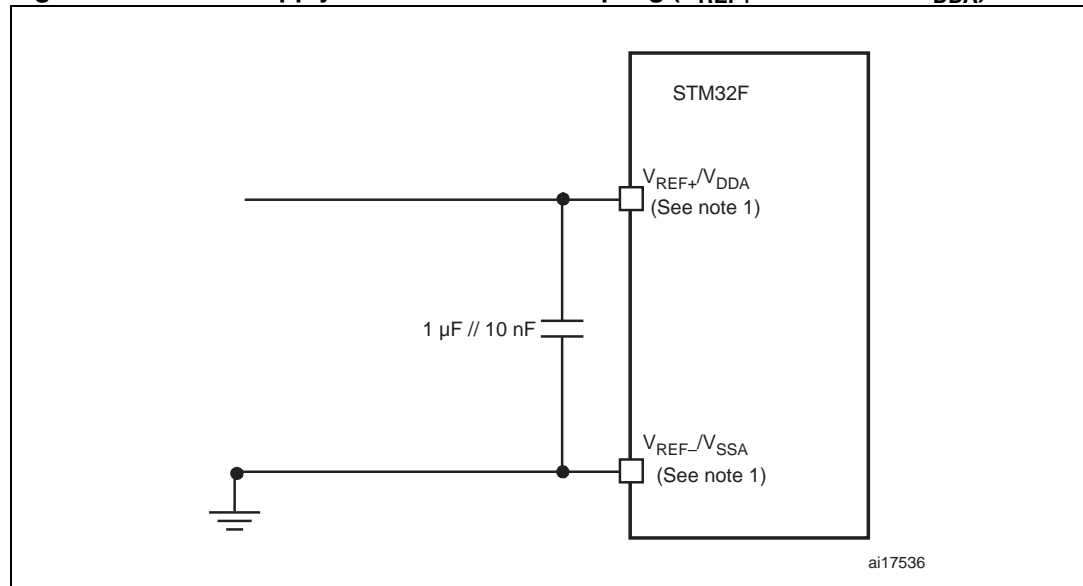 STM32F
VREF+/VDDA
(See note 1)
1 µF // 10 nF
VREF–/VSSA
(See note 1)
ai17536